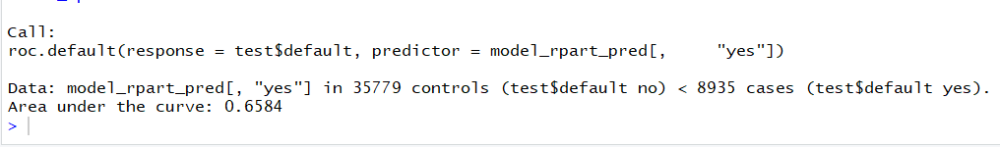 Call:
roc.default(response = test$default, predictor = model_rpart_pred[,     "yes"])
Data: model_rpart_pred[, "yes"] in 35779 controls (test$default no) < 8935 cases (test$default yes).
Area under the curve: 0.6584
>